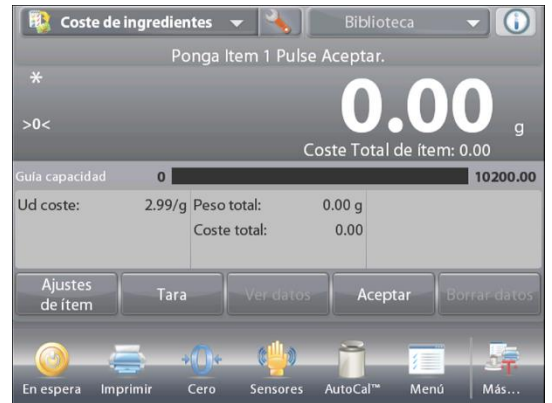 Coste de ingredientes
Biblioteca
Ponga Item 1 Pulse Aceptar.
*
>0<
0.00 g
Coste Total de ítem: 0.00
Guía capacidad 0 10200.00
Ud coste: 2.99/g Peso total: 0.00 g
Coste total: 0.00
Ajustes de ítem
Tara
Ver datos
Aceptar
Borrar datos
0
En espera
Imprimir
Cero
Sensores
AutoCal™
Menú
Más...